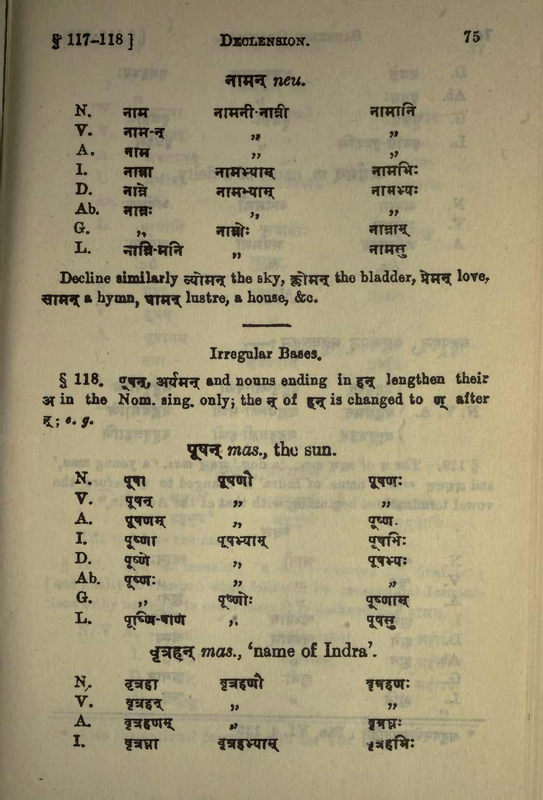 § 117-118 ] DECLENSION. 75
नामन् neu.
N. नाम नामनी-नाम्नी नामानि
V. नाम-न् ,, ,,
A. नाम ,, ,,
I. नाम्ना नामभ्याम् नामभिः
D. नाम्ने नामभ्याम् नामभ्यः
Ab. नाम्नः ,, ,,
G. ,, नाम्नोः नाम्नाम्
L. नाम्नि-मनि ,, नामसु
Decline similarly व्योमन् the sky, क्लोमन् the bladder, प्रेमन् love,
सामन् a hymn, धामन् lustre, a house, &c.
Irregular Bases.
§ 118. पूषन्, अर्यमन् and nouns ending in हन् lengthen their
अ in the Nom. sing. only; the न् of हन् is changed to ण् after
र्; e. g.
पूषन् mas., the sun.
N. पूषा पूषणौ पूषणः
V. पूषन् ,, ,,
A. पूषणम् ,, पूष्ण.
I. पूष्णा पूषभ्याम् पूषभिः
D. पूष्णे ,, पूषभ्यः
Ab. पूष्णः ,, ,,
G. ,, पूष्णोः पूष्णाम्
L. पूष्णि-षणि ,, पूषसु
वृत्रहन् mas., 'name of Indra'.
N. वृत्रहा वृत्रहणौ वृत्रहणः
V. वृत्रहन् ,, ,,
A. वृत्रहणम् ,, वृत्रघ्नः
I. वृत्रघ्ना वृत्रहभ्याम् वृत्रहभिः